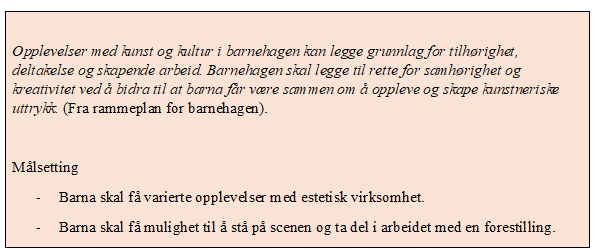 Opplevelser med kunst og kultur i barnehagen kan legge grunnlag for tilhørighet,
deltakelse og skapende arbeid. Barnehagen skal legge til rette for samhørighet og
kreativitet ved å bidra til at barna får være sammen om å oppleve og skape kunstneriske
uttrykk. (Fra rammeplan for barnehagen).
Målsetting
- Barna skal få varierte opplevelser med estetisk virksomhet.
- Barna skal få mulighet til å stå på scenen og ta del i arbeidet med en forestilling.